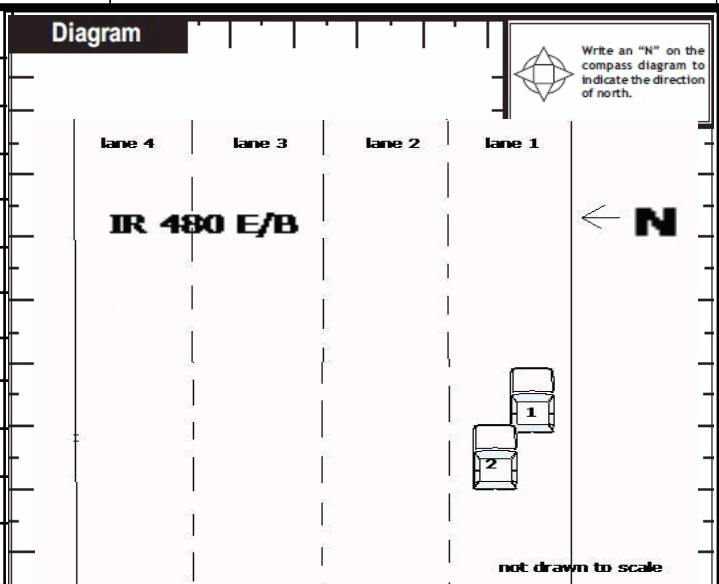 Diagram
Write an “N” on the
compass diagram to
indicate the direction
of north.
lane 4 lane 3 lane 2 lane 1
IR 480 E/B
N
1
2
not drawn to scale